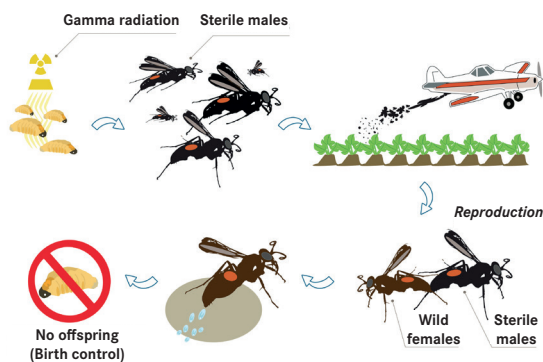 Gamma radiation
Sterile males
Reproduction
Wild
females
Sterile
males
No offspring
(Birth control)